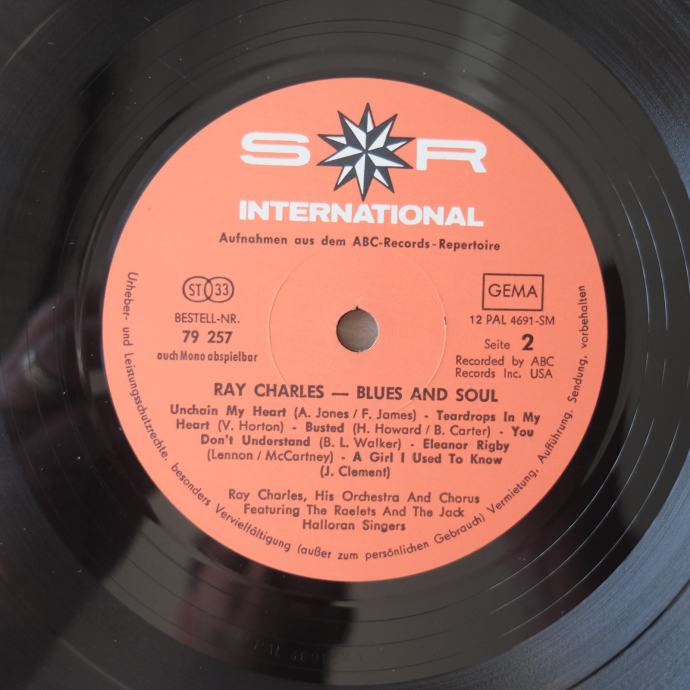 S R
INTERNATIONAL
Aufnahmen aus dem ABC-Records-Repertoire
ST 33
BESTELL-NR.
79 257
auch Mono abspielbar
GEMA
12 PAL 4691-SM
Seite 2
Recorded by ABC
Records Inc. USA
RAY CHARLES — BLUES AND SOUL
Unchain My Heart (A. Jones / F. James) - Teardrops In My
Heart (V. Horton) - Busted (H. Howard / B. Carter) - You
Don't Understand (B. L. Walker) - Eleanor Rigby
(Lennon / McCartney) - A Girl I Used To Know
(J. Clement)
Ray Charles, His Orchestra And Chorus
Featuring The Raelets And The Jack
Halloran Singers
Urheber- und Leistungsschutzrechte, besonders Vervielfältigung (außer zum persönlichen Gebrauch) Vermietung, Aufführung, Sendung, vorbehalten